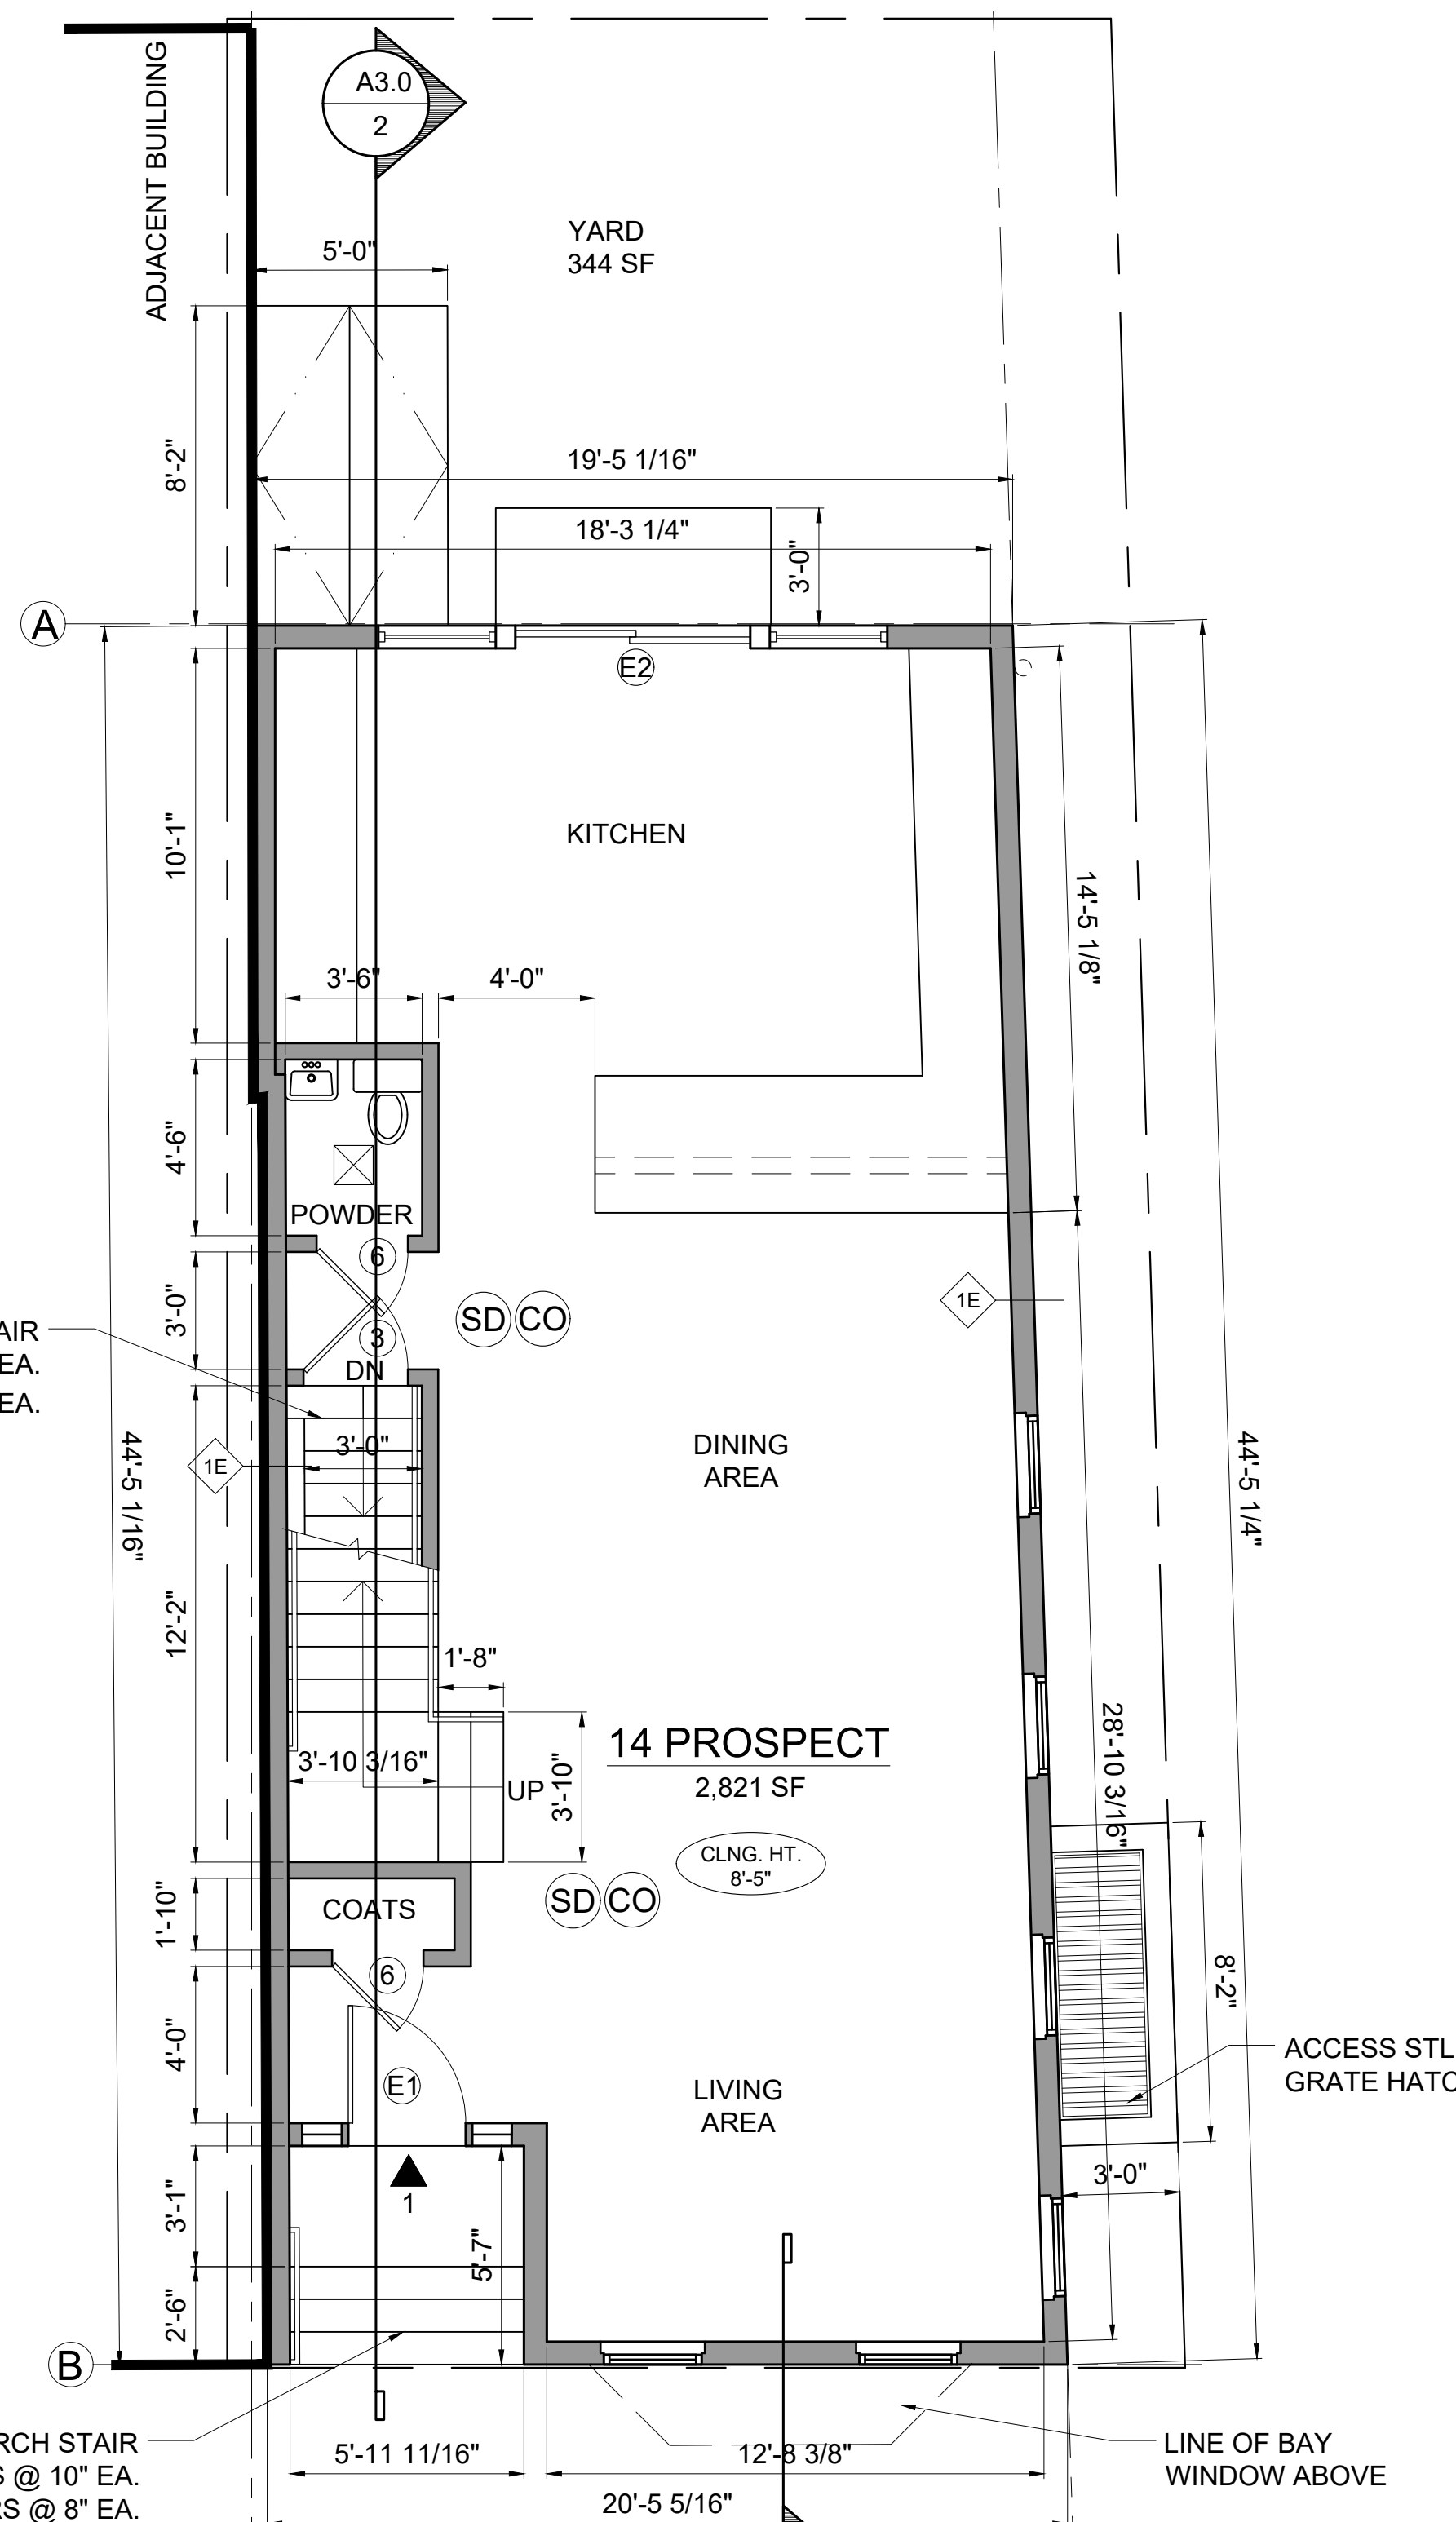 ADJACENT BUILDING
A3.0
2
YARD
344 SF
5'-0"
8'-2"
19'-5 1/16"
18'-3 1/4"
3'-0"
A
E2
10'-1"
KITCHEN
14'-5 1/8"
3'-6"
4'-0"
4'-6"
POWDER
6
3'-0"
SD CO
1E
AIR
EA.
EA.
3
DN
44'-5 1/16"
1E
3'-0"
DINING
AREA
44'-5 1/4"
12'-2"
1'-8"
3'-10 3/16"
UP
3'-10"
14 PROSPECT
2,821 SF
28'-10 3/16"
CLNG. HT.
8'-5"
COATS
SD CO
1'-10"
6
8'-2"
4'-0"
E1
LIVING
AREA
ACCESS STL
GRATE HATC
3'-0"
1
3'-1"
5'-7"
2'-6"
B
RCH STAIR
S @ 10" EA.
RS @ 8" EA.
5'-11 11/16"
12'-8 3/8"
20'-5 5/16"
LINE OF BAY
WINDOW ABOVE